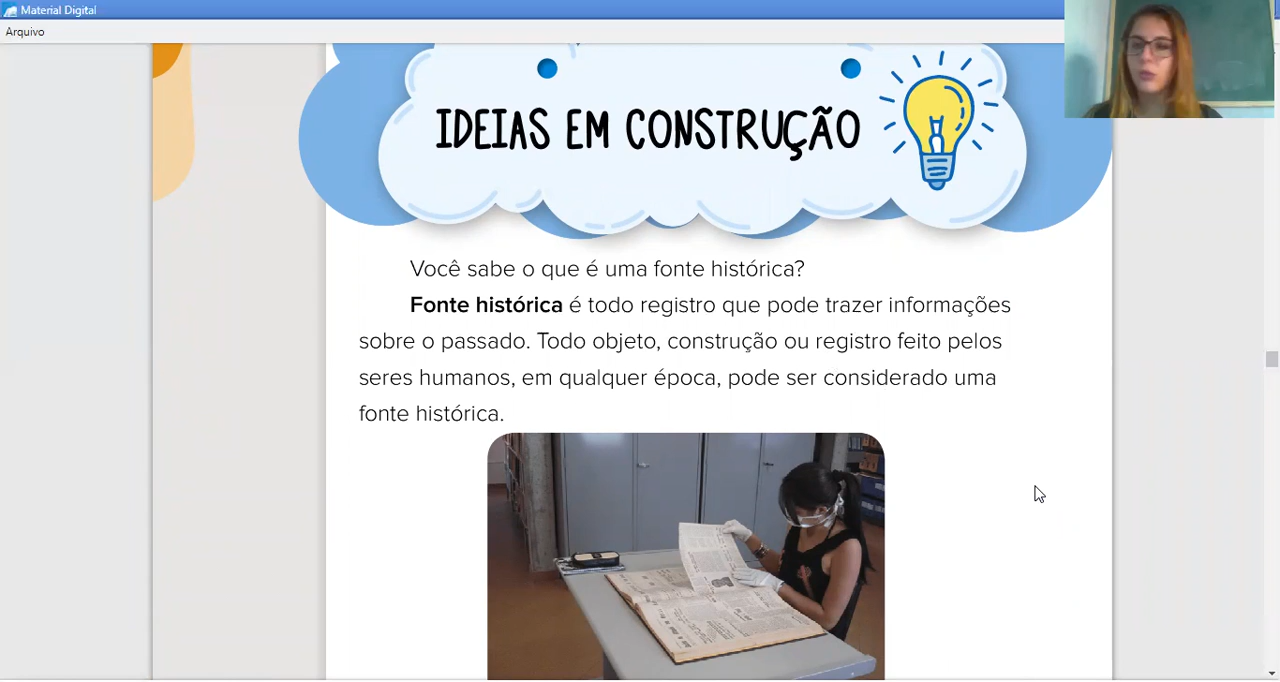 Material Digital
Arquivo
IDEIAS EM CONSTRUÇÃO
Você sabe o que é uma fonte histórica?
Fonte histórica é todo registro que pode trazer informações
sobre o passado. Todo objeto, construção ou registro feito pelos
seres humanos, em qualquer época, pode ser considerado uma
fonte histórica.